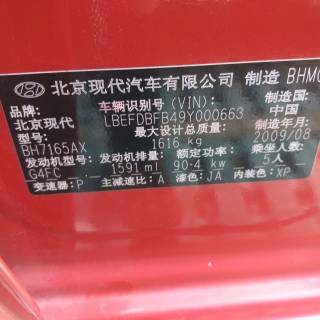 北京现代汽车有限公司 制造 BHMC
品牌: 车辆识别号(VIN): 制造国:
北京现代 LBEFDBFB49Y000663 中国
最大设计总质量: 制造年月:
BH7165AX 1616 kg 2009/08
发动机型号: 发动机排量: 额定功率: 乘坐人数:
G4FC 1591 ml 90.4 kw 5人
变速器: P 主减速比: A 漆色: JA 内装色: XP